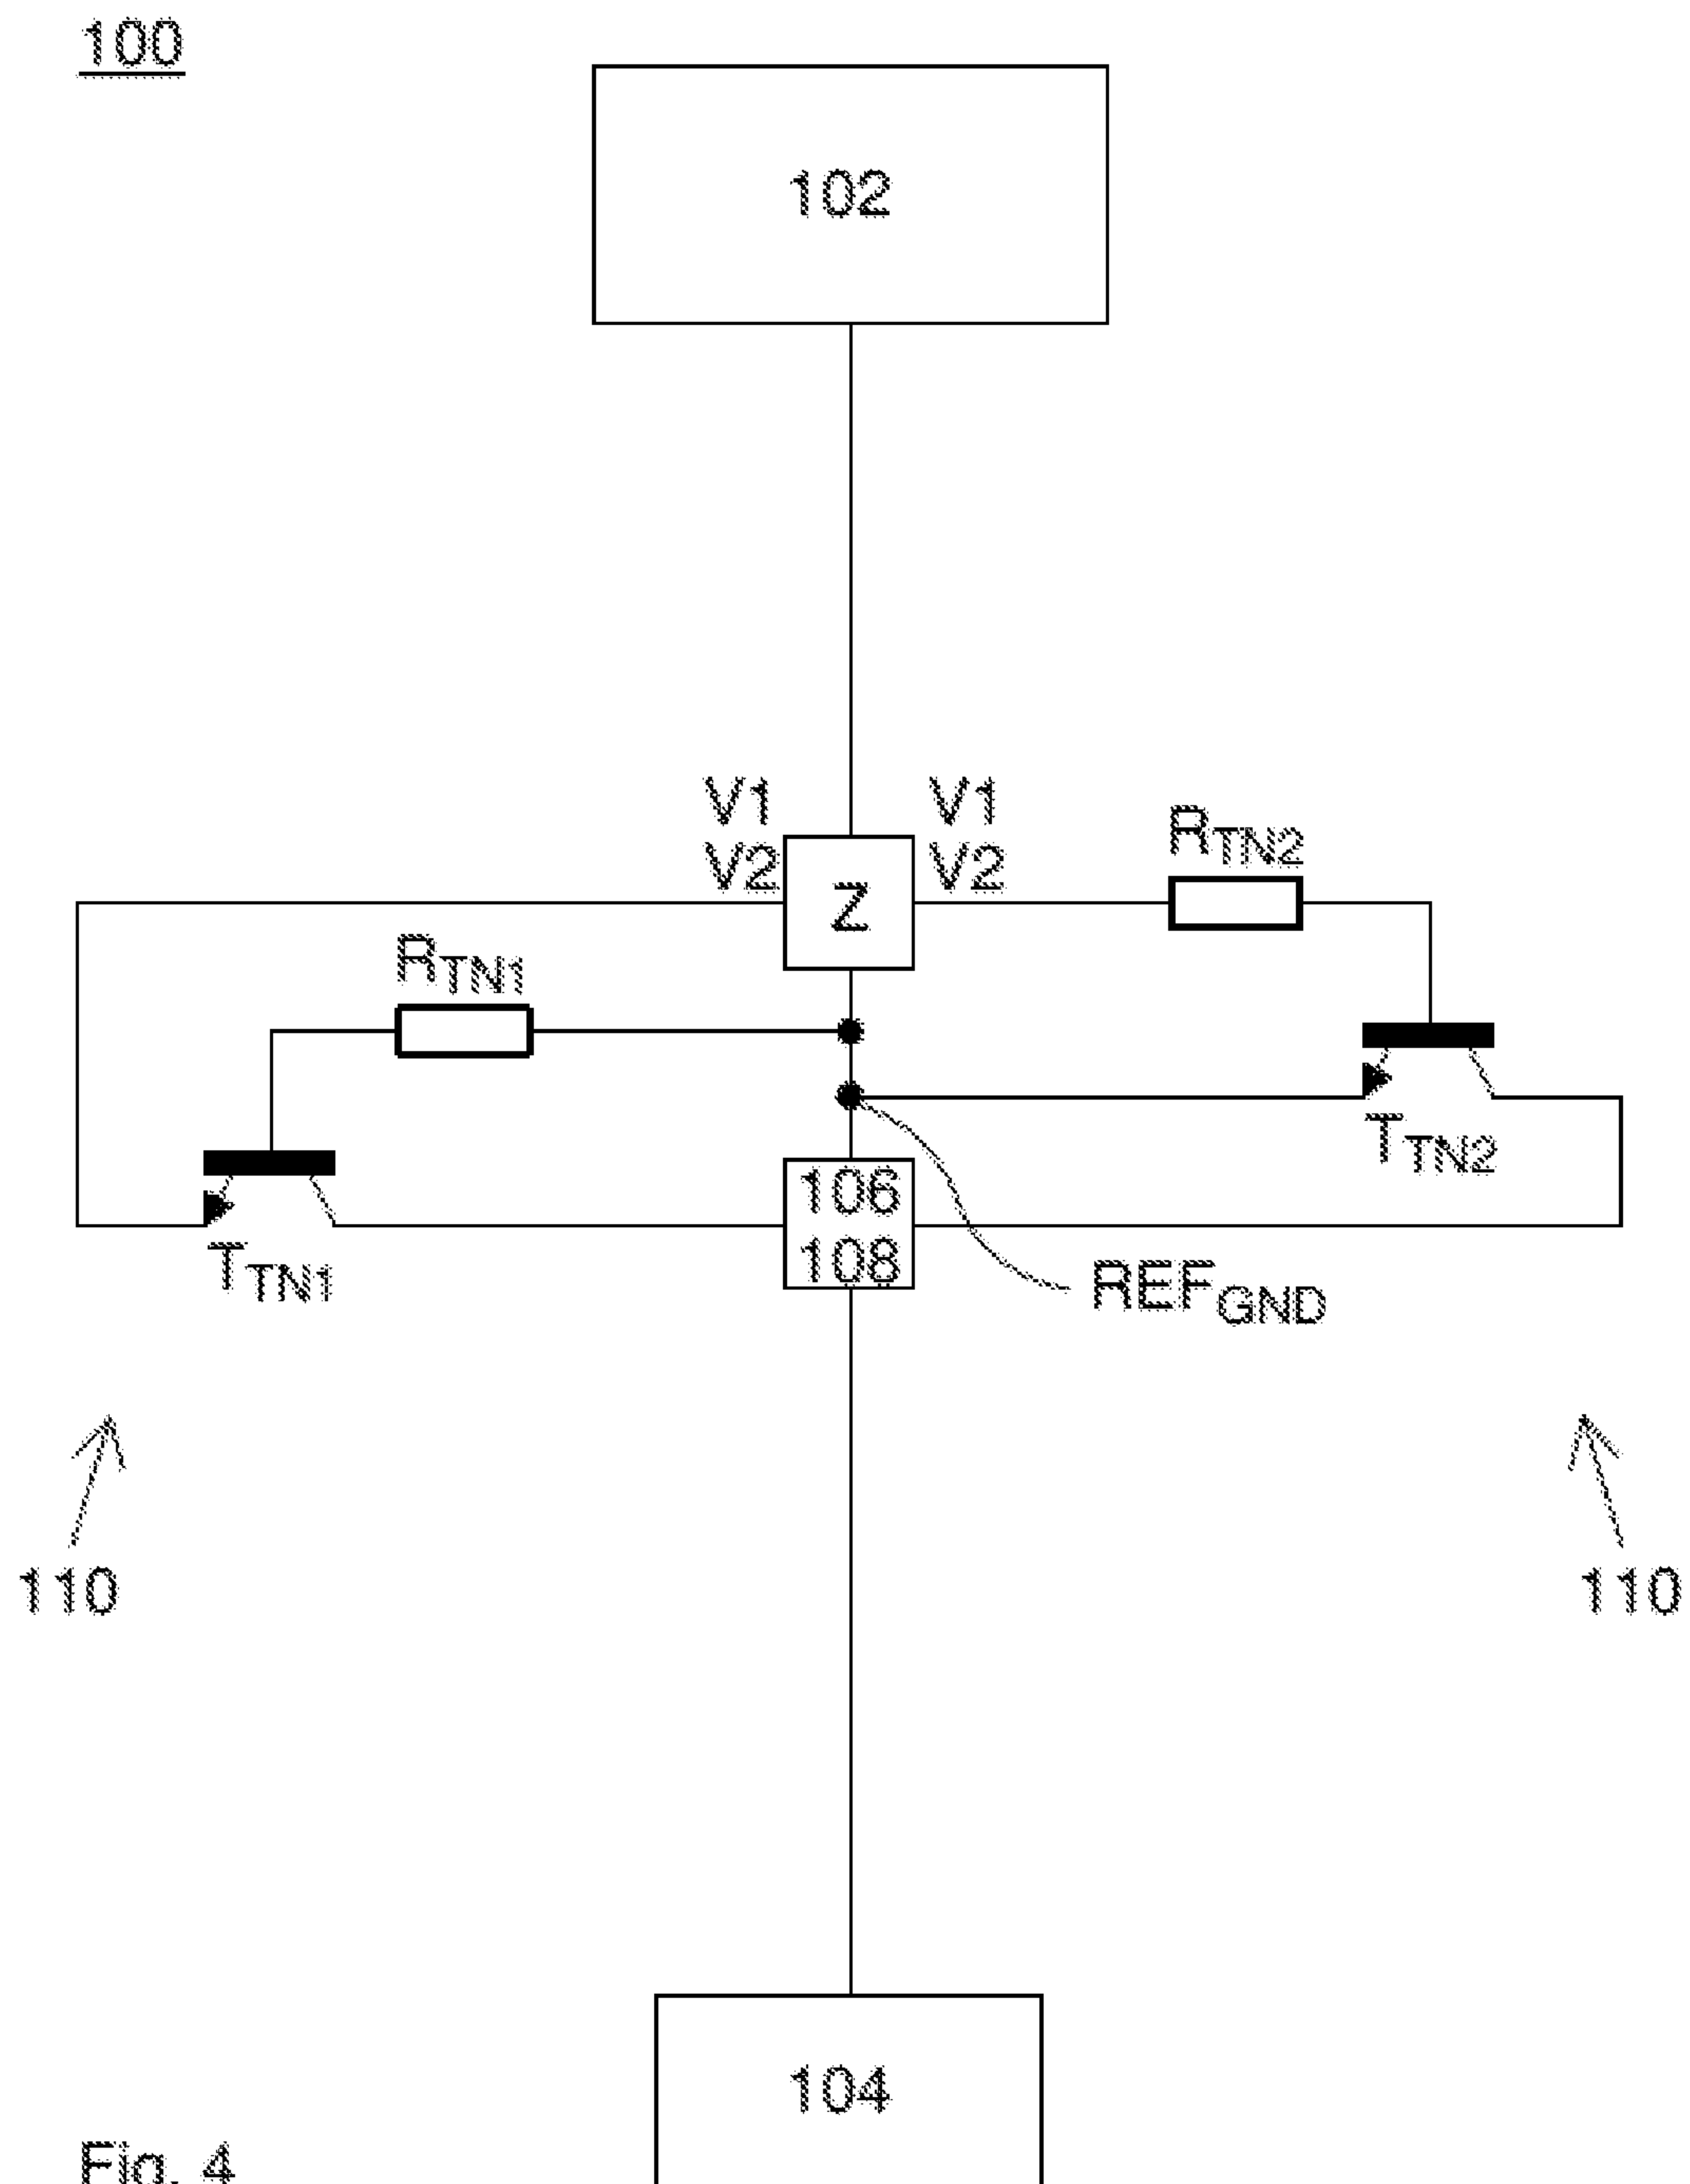 100
102
V1
V2
Z
V1
V2
RTN2
RTN1
TTN2
106
108
TTN1
REFGND
110
110
104
Fig. 4